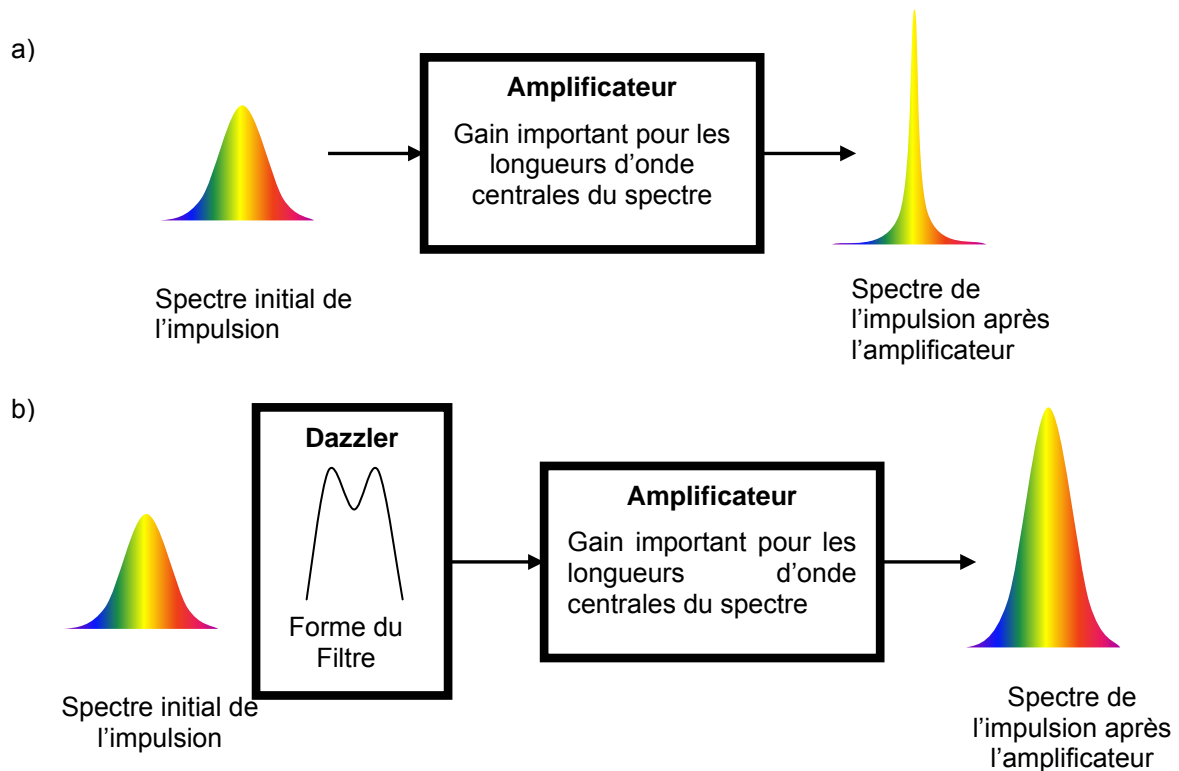 a)
Amplificateur
Gain important pour les
longueurs d'onde
centrales du spectre
Spectre initial de
l'impulsion
Spectre de
l'impulsion après
l'amplificateur
b)
Dazzler
Forme du
Filtre
Amplificateur
Gain important pour les
longueurs d'onde
centrales du spectre
Spectre initial de
l'impulsion
Spectre de
l'impulsion après
l'amplificateur